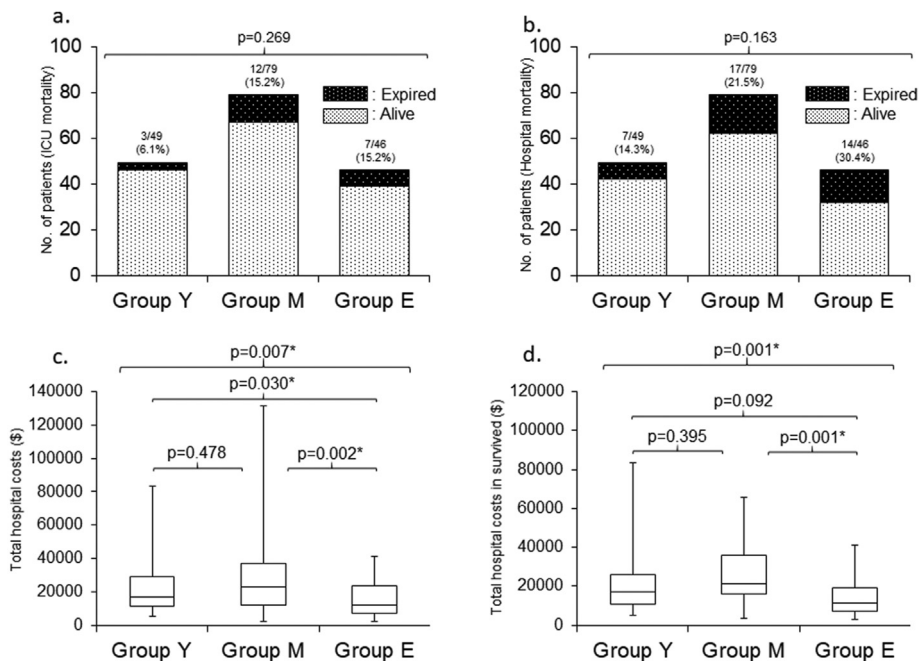 a.
p=0.269
No. of patients (ICU mortality)
100
80
60
40
20
0
3/49
(6.1%)
12/79
(15.2%)
7/46
(15.2%)
: Expired
: Alive
Group Y
Group M
Group E
b.
p=0.163
No. of patients (Hospital mortality)
100
80
60
40
20
0
7/49
(14.3%)
17/79
(21.5%)
14/46
(30.4%)
: Expired
: Alive
Group Y
Group M
Group E
c.
p=0.007*
p=0.030*
p=0.478
p=0.002*
Total hospital costs ($)
140000
120000
100000
80000
60000
40000
20000
0
Group Y
Group M
Group E
d.
p=0.001*
p=0.092
p=0.395
p=0.001*
Total hospital costs in survived ($)
120000
100000
80000
60000
40000
20000
0
Group Y
Group M
Group E